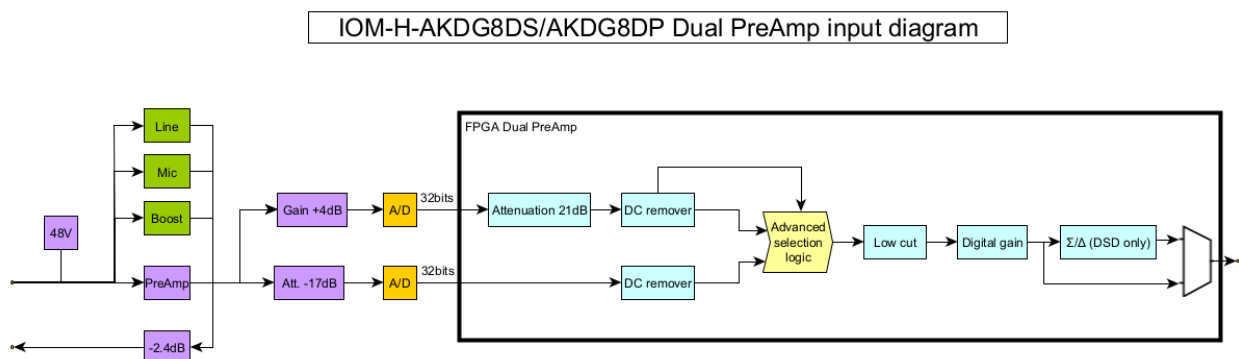 IOM-H-AKDG8DS/AKDG8DP Dual PreAmp input diagram
FPGA Dual PreAmp
Line
Mic
Boost
48V
PreAmp
-2.4dB
Gain +4dB
A/D
32bits
Attenuation 21dB
DC remover
Att. -17dB
A/D
32bits
DC remover
Advanced
selection
logic
Low cut
Digital gain
Σ/Δ (DSD only)